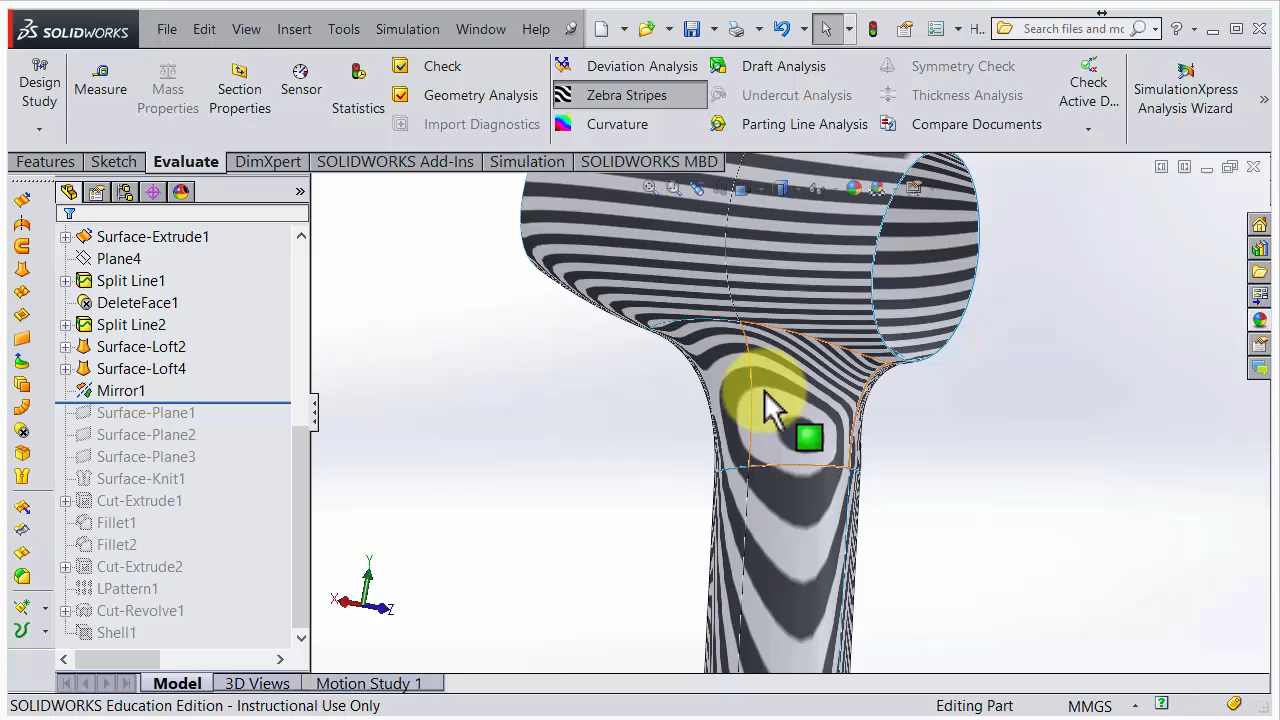 SOLIDWORKS File Edit View Insert Tools Simulation Window Help H.. Search files and mc
Design Study
Measure
Mass Properties
Section Properties
Sensor
Statistics
Check
Geometry Analysis
Import Diagnostics
Deviation Analysis
Zebra Stripes
Curvature
Draft Analysis
Undercut Analysis
Parting Line Analysis
Symmetry Check
Thickness Analysis
Compare Documents
Check Active D...
SimulationXpress Analysis Wizard
Features Sketch Evaluate DimXpert SOLIDWORKS Add-Ins Simulation SOLIDWORKS MBD
Surface-Extrude1
Plane4
Split Line1
DeleteFace1
Split Line2
Surface-Loft2
Surface-Loft4
Mirror1
Surface-Plane1
Surface-Plane2
Surface-Plane3
Surface-Knit1
Cut-Extrude1
Fillet1
Fillet2
Cut-Extrude2
LPattern1
Cut-Revolve1
Shell1
Y
X
Z
Model 3D Views Motion Study 1
SOLIDWORKS Education Edition - Instructional Use Only Editing Part MMGS